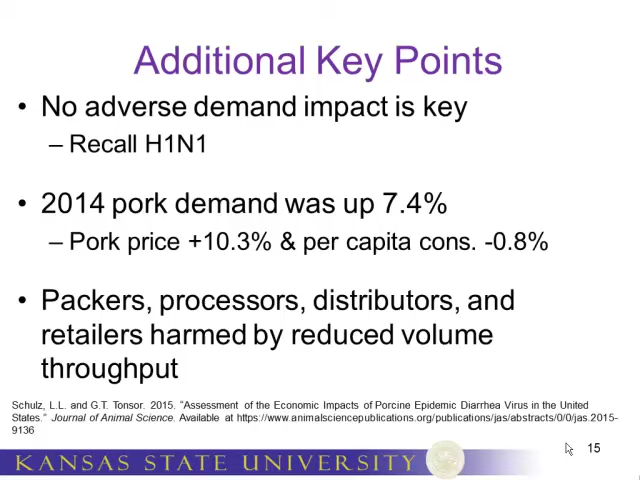 Additional Key Points
• No adverse demand impact is key
– Recall H1N1
• 2014 pork demand was up 7.4%
– Pork price +10.3% & per capita cons. -0.8%
• Packers, processors, distributors, and
retailers harmed by reduced volume
throughput
Schulz, L.L. and G.T. Tonsor. 2015. "Assessment of the Economic Impacts of Porcine Epidemic Diarrhea Virus in the United
States." Journal of Animal Science. Available at https://www.animalsciencepublications.org/publications/jas/abstracts/0/0/jas.2015-
9136
15
KANSAS STATE UNIVERSITY